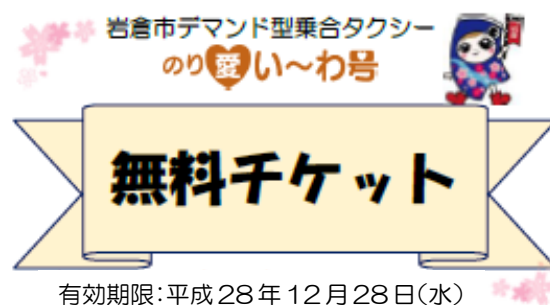 岩倉市デマンド型乗合タクシー
のり愛い〜わ号
無料チケット
有効期限:平成28年12月28日(水)